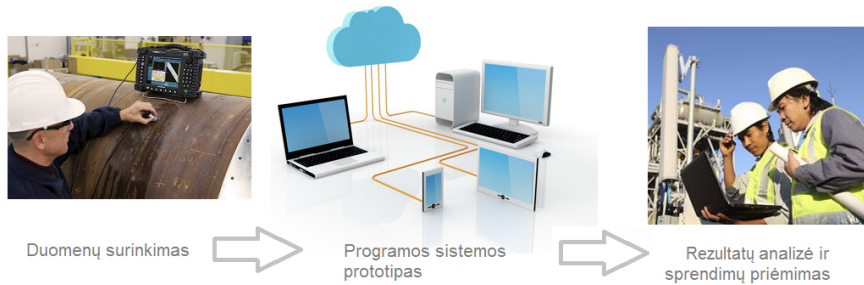 Duomenų surinkimas
Programos sistemos
prototipas
Rezultatų analizė ir
sprendimų priėmimas